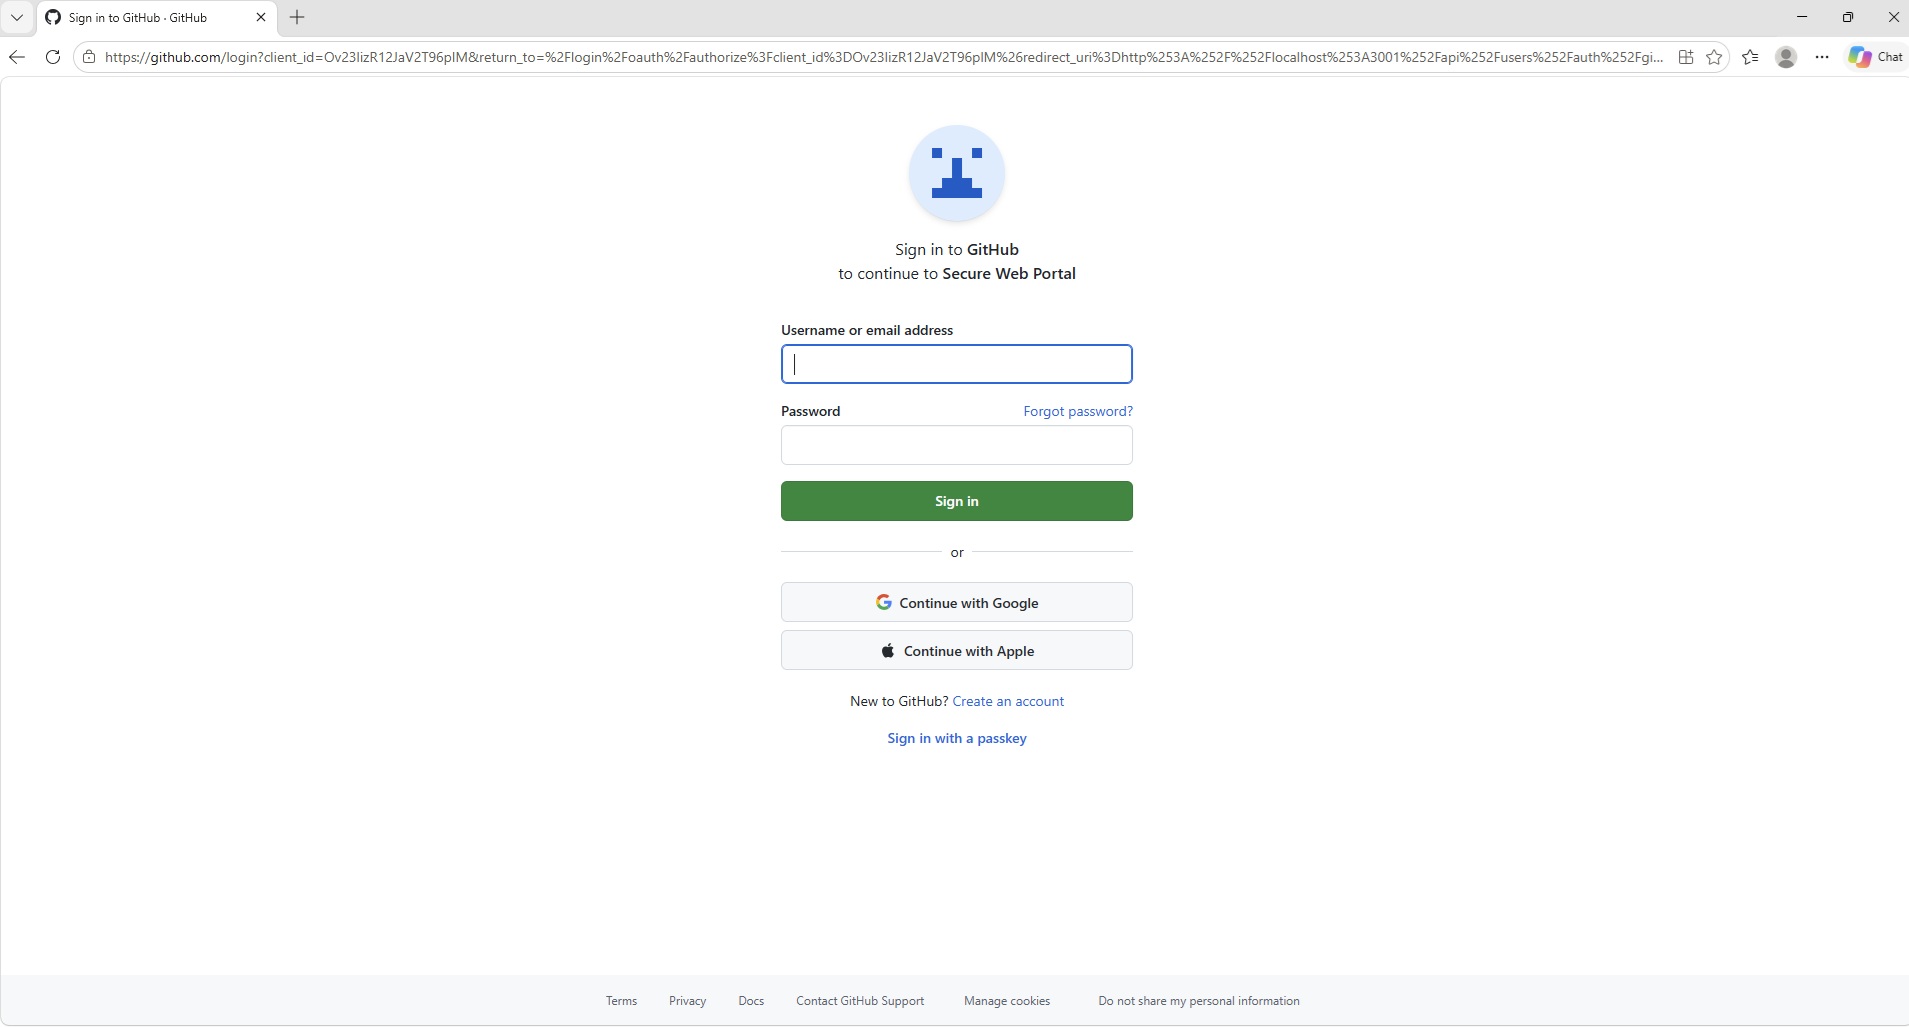 Sign in to GitHub · GitHub
https://github.com/login?client_id=Ov23lizR12JaV2T96pIM&return_to=%2Flogin%2Foauth%2Fauthorize%3Fclient_id%3DOv23lizR12JaV2T96pIM%26redirect_uri%3Dhttp%253A%252F%252Flocalhost%253A3001%252Fapi%252Fusers%252Fauth%252Fgi...
Chat
Sign in to GitHub
to continue to Secure Web Portal
Username or email address
Password Forgot password?
Sign in
or
Continue with Google
Continue with Apple
New to GitHub? Create an account
Sign in with a passkey
Terms Privacy Docs Contact GitHub Support Manage cookies Do not share my personal information